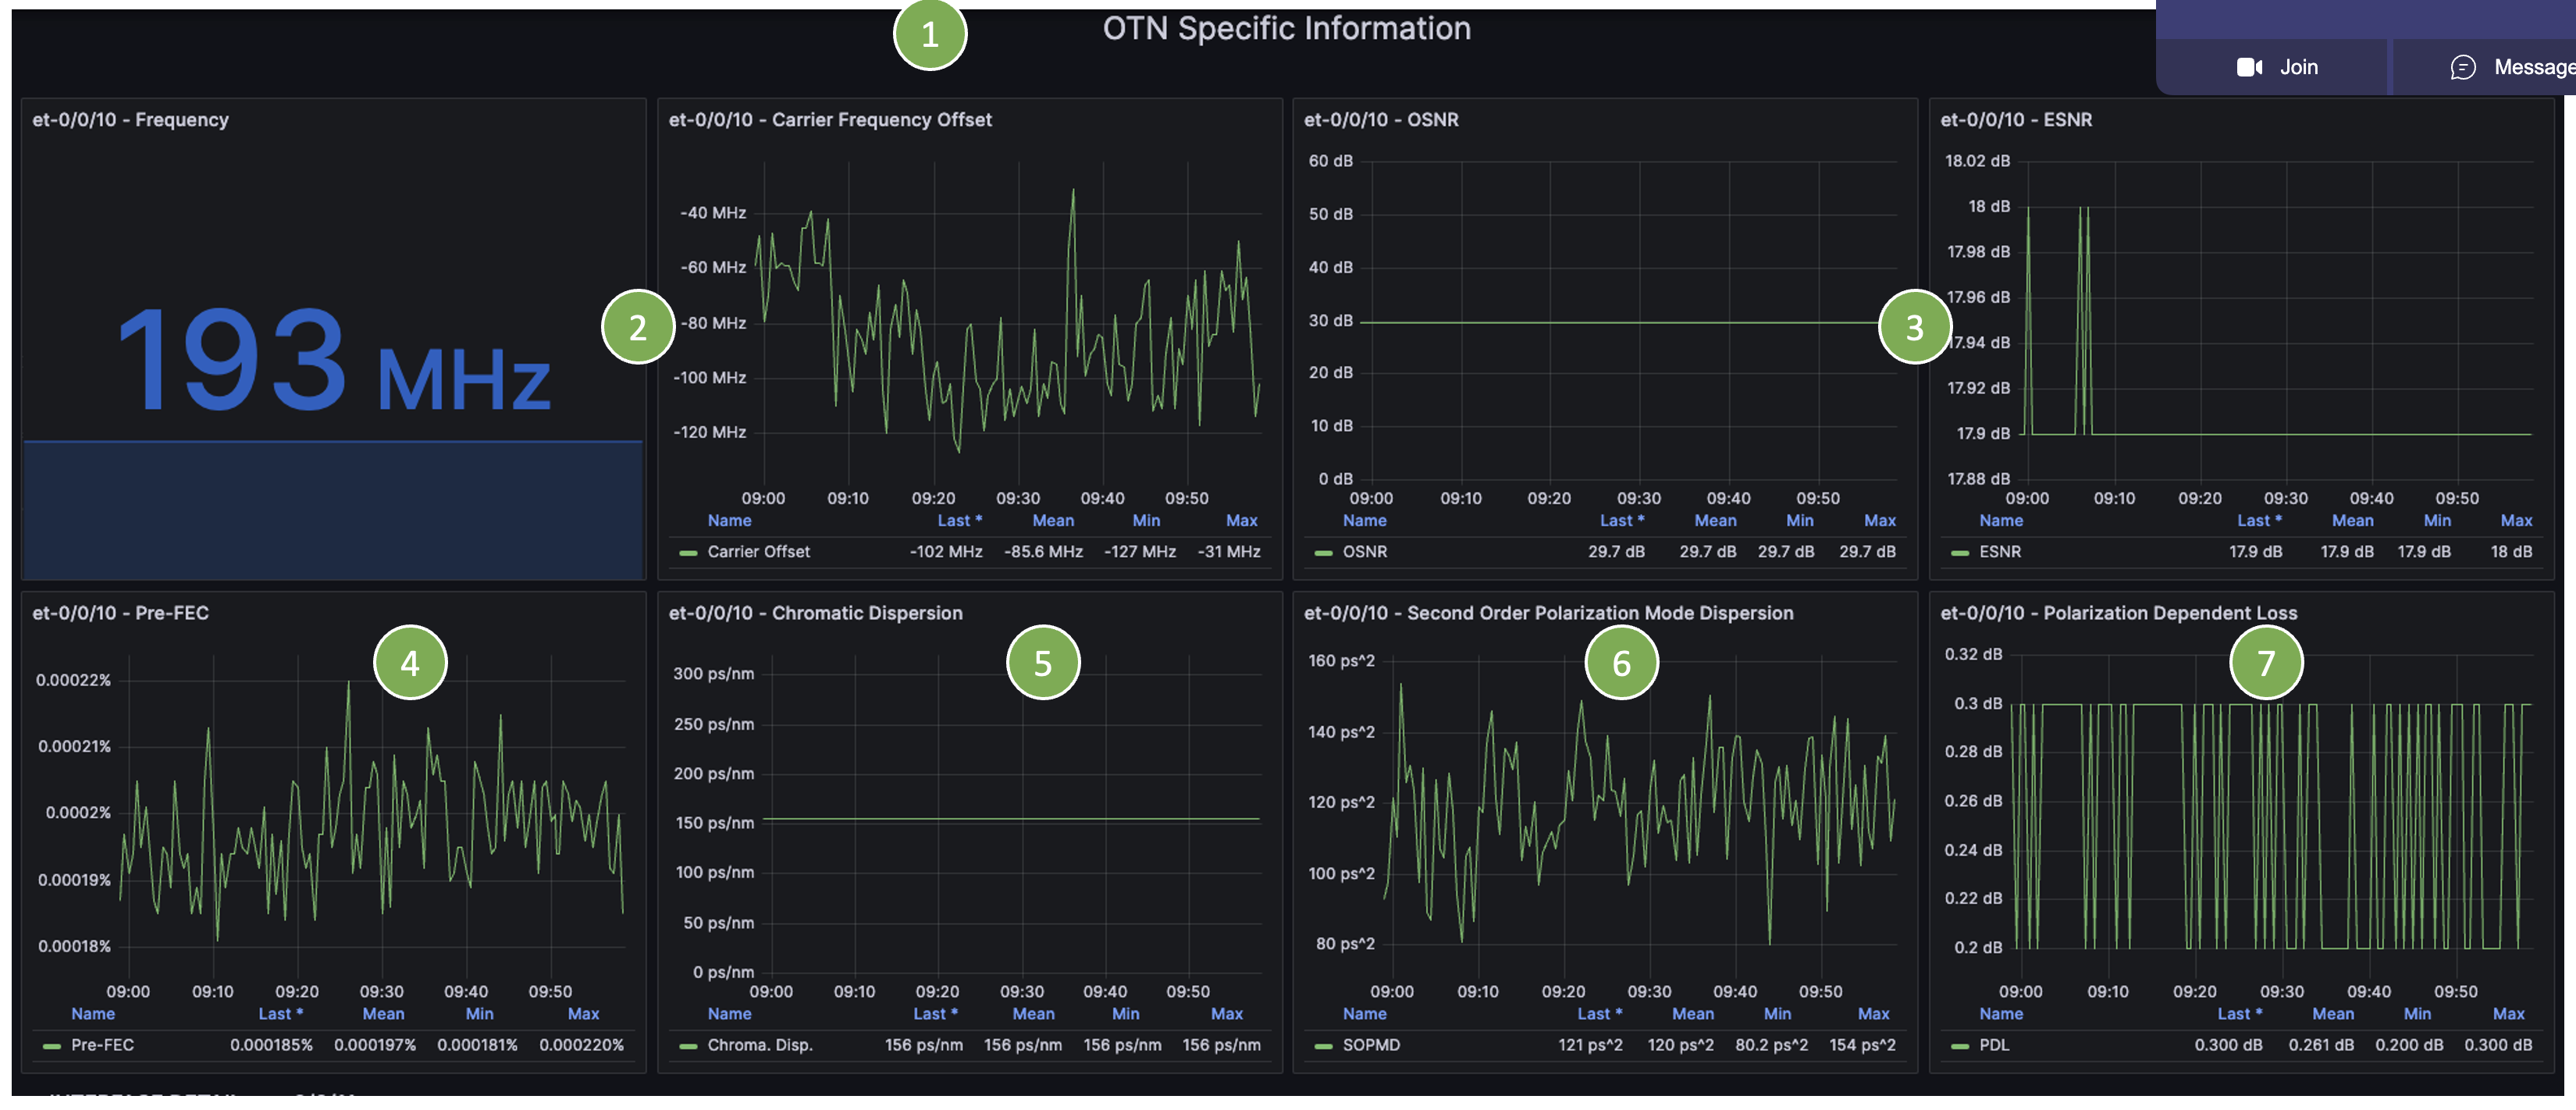 1
OTN Specific Information
Join
Message
et-0/0/10 - Frequency
193 MHz
2
et-0/0/10 - Carrier Frequency Offset
-40 MHz
-60 MHz
-80 MHz
-100 MHz
-120 MHz
09:00 09:10 09:20 09:30 09:40 09:50
Name Last * Mean Min Max
Carrier Offset -102 MHz -85.6 MHz -127 MHz -31 MHz
et-0/0/10 - OSNR
60 dB
50 dB
40 dB
30 dB
20 dB
10 dB
0 dB
09:00 09:10 09:20 09:30 09:40 09:50
Name Last * Mean Min Max
OSNR 29.7 dB 29.7 dB 29.7 dB 29.7 dB
3
et-0/0/10 - ESNR
18.02 dB
18 dB
17.98 dB
17.96 dB
17.94 dB
17.92 dB
17.9 dB
17.88 dB
09:00 09:10 09:20 09:30 09:40 09:50
Name Last * Mean Min Max
ESNR 17.9 dB 17.9 dB 17.9 dB 18 dB
et-0/0/10 - Pre-FEC
4
0.00022%
0.00021%
0.0002%
0.00019%
0.00018%
09:00 09:10 09:20 09:30 09:40 09:50
Name Last * Mean Min Max
Pre-FEC 0.000185% 0.000197% 0.000181% 0.000220%
et-0/0/10 - Chromatic Dispersion
5
300 ps/nm
250 ps/nm
200 ps/nm
150 ps/nm
100 ps/nm
50 ps/nm
0 ps/nm
09:00 09:10 09:20 09:30 09:40 09:50
Name Last * Mean Min Max
Chroma. Disp. 156 ps/nm 156 ps/nm 156 ps/nm 156 ps/nm
et-0/0/10 - Second Order Polarization Mode Dispersion
6
160 ps^2
140 ps^2
120 ps^2
100 ps^2
80 ps^2
09:00 09:10 09:20 09:30 09:40 09:50
Name Last * Mean Min Max
SOPMD 121 ps^2 120 ps^2 80.2 ps^2 154 ps^2
et-0/0/10 - Polarization Dependent Loss
7
0.32 dB
0.3 dB
0.28 dB
0.26 dB
0.24 dB
0.22 dB
0.2 dB
09:00 09:10 09:20 09:30 09:40 09:50
Name Last * Mean Min Max
PDL 0.300 dB 0.261 dB 0.200 dB 0.300 dB